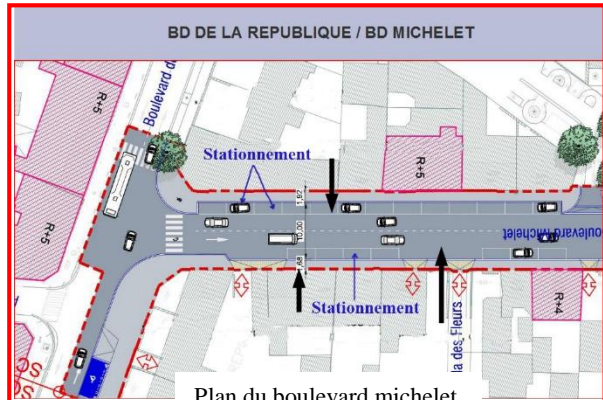 BD DE LA REPUBLIQUE / BD MICHELET
R+5
Boulevard d
Stationnement
R+5
R+5
1,92
10,00
1,68
Boulevard Michelet
Stationnement
la des Fleurs
R+4
Plan du boulevard michelet